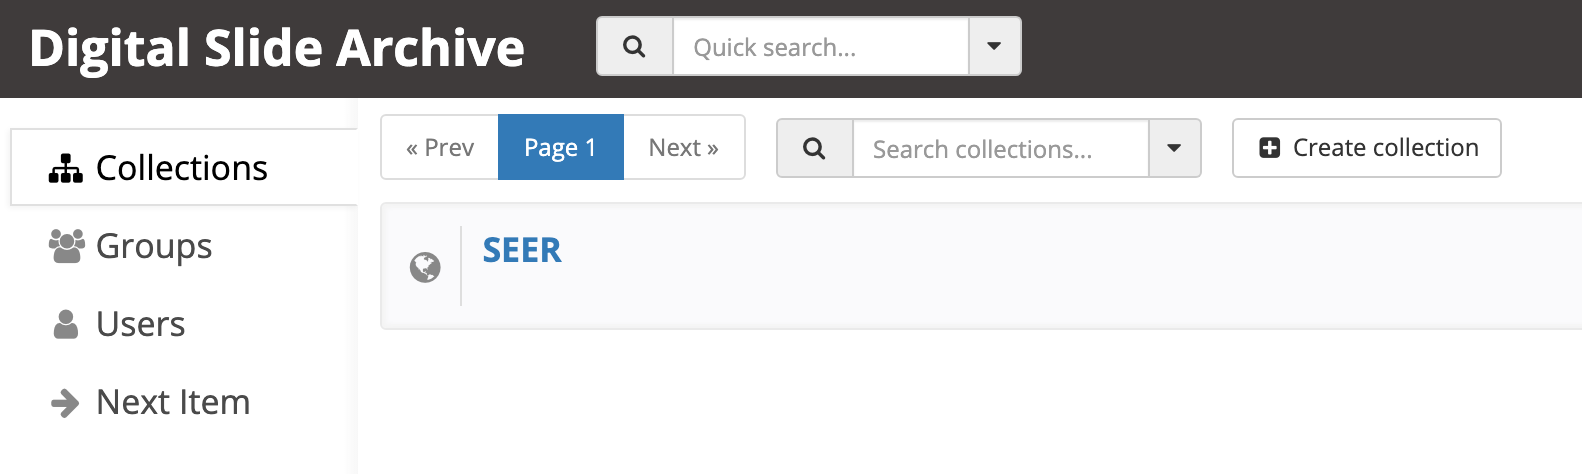 Digital Slide Archive
Quick search...
Collections
Groups
Users
Next Item
« Prev
Page 1
Next »
Search collections...
Create collection
SEER